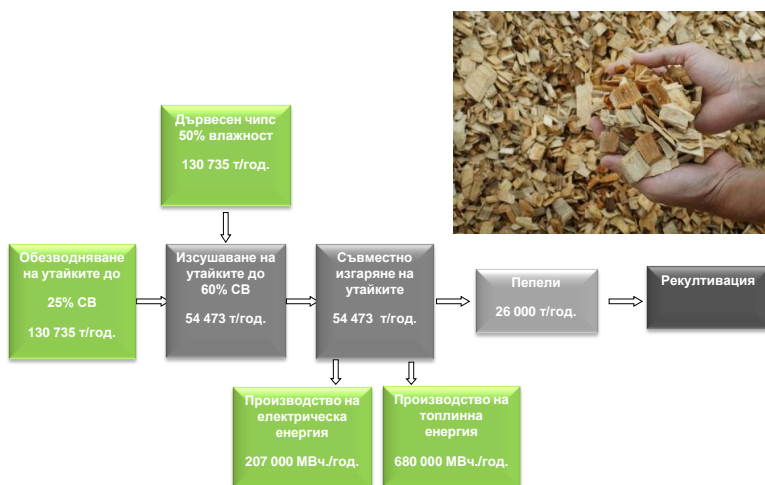 Дървесен чипс
50% влажност
130 735 т/год.
Обезводняване
на утайките до
25% СВ
130 735 т/год.
Изсушаване на
утайките до
60% СВ
54 473 т/год.
Съвместно
изгаряне на
утайките
54 473 т/год.
Пепели
26 000 т/год.
Рекултивация
Производство на
електрическа
енергия
207 000 МВч./год.
Производство на
топлинна
енергия
680 000 МВч./год.